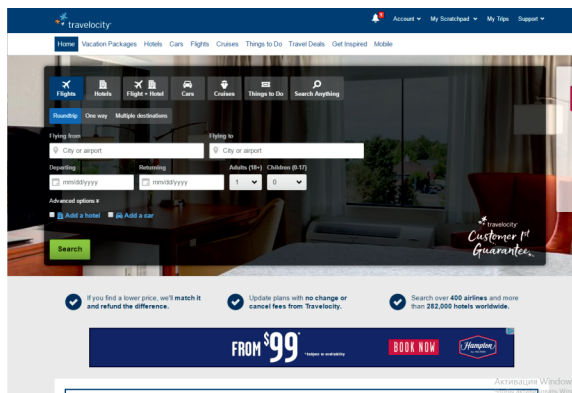 travelocity
1
Account
My Scratchpad
My Trips
Support
Home
Vacation Packages
Hotels
Cars
Flights
Cruises
Things to Do
Travel Deals
Get Inspired
Mobile
Flights
Hotels
Flight + Hotel
Cars
Cruises
Things to Do
Search Anything
Roundtrip
One way
Multiple destinations
Flying from
Flying to
City or airport
City or airport
Departing
Returning
Adults (18+)
Children (0-17)
mm/dd/yyyy
mm/dd/yyyy
1
0
Advanced options
Add a hotel
Add a car
Search
travelocity
Customer 1st
Guarantee
If you find a lower price, we'll match it
and refund the difference.
Update plans with no change or
cancel fees from Travelocity.
Search over 400 airlines and more
than 282,000 hotels worldwide.
FROM $99
*Subject to availability
BOOK NOW
Hampton
Активация Window